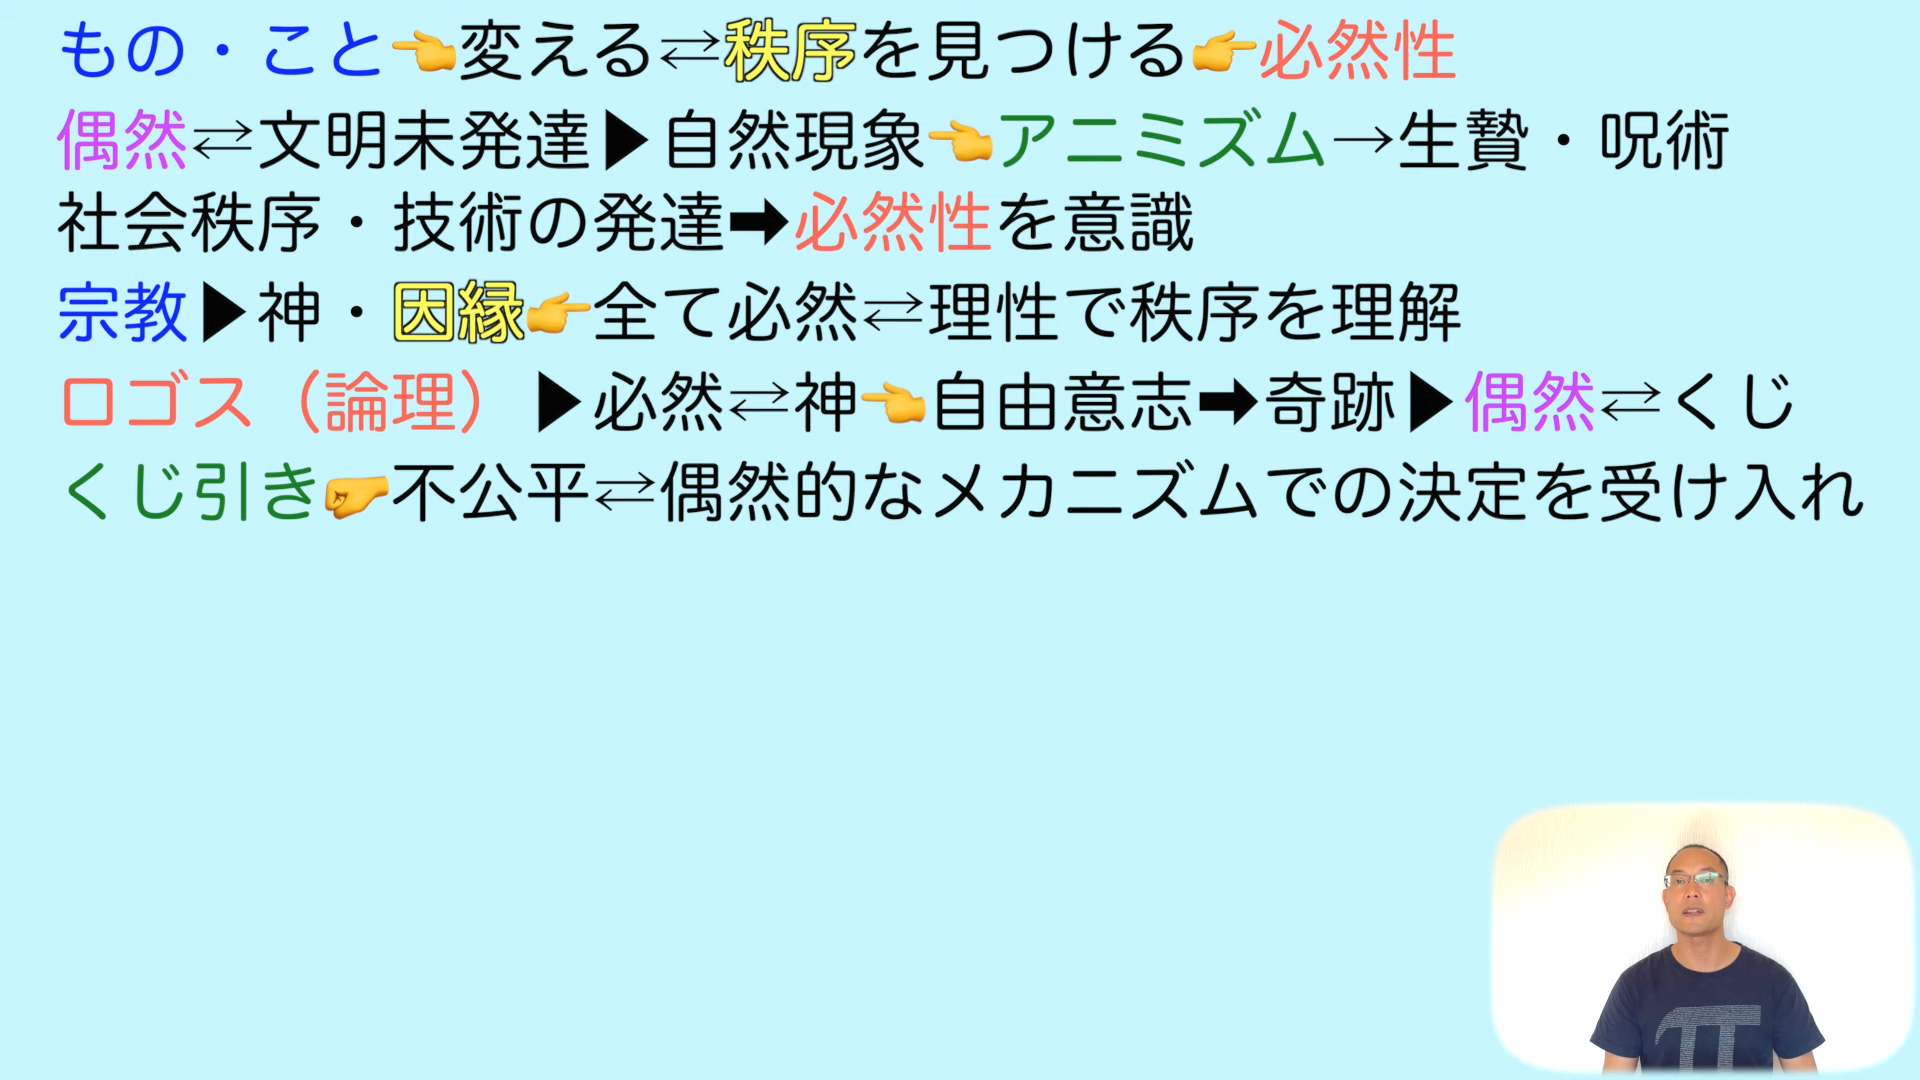 もの・こと👈変える⇄秩序を見つける👉必然性
偶然⇄文明未発達▶自然現象👈アニミズム→生贄・呪術
社会秩序・技術の発達➡必然性を意識
宗教▶神・因縁👉全て必然⇄理性で秩序を理解
ロゴス（論理）▶必然⇄神👈自由意志➡奇跡▶偶然⇄くじ
くじ引き🤛不公平⇄偶然的なメカニズムでの決定を受け入れ
π